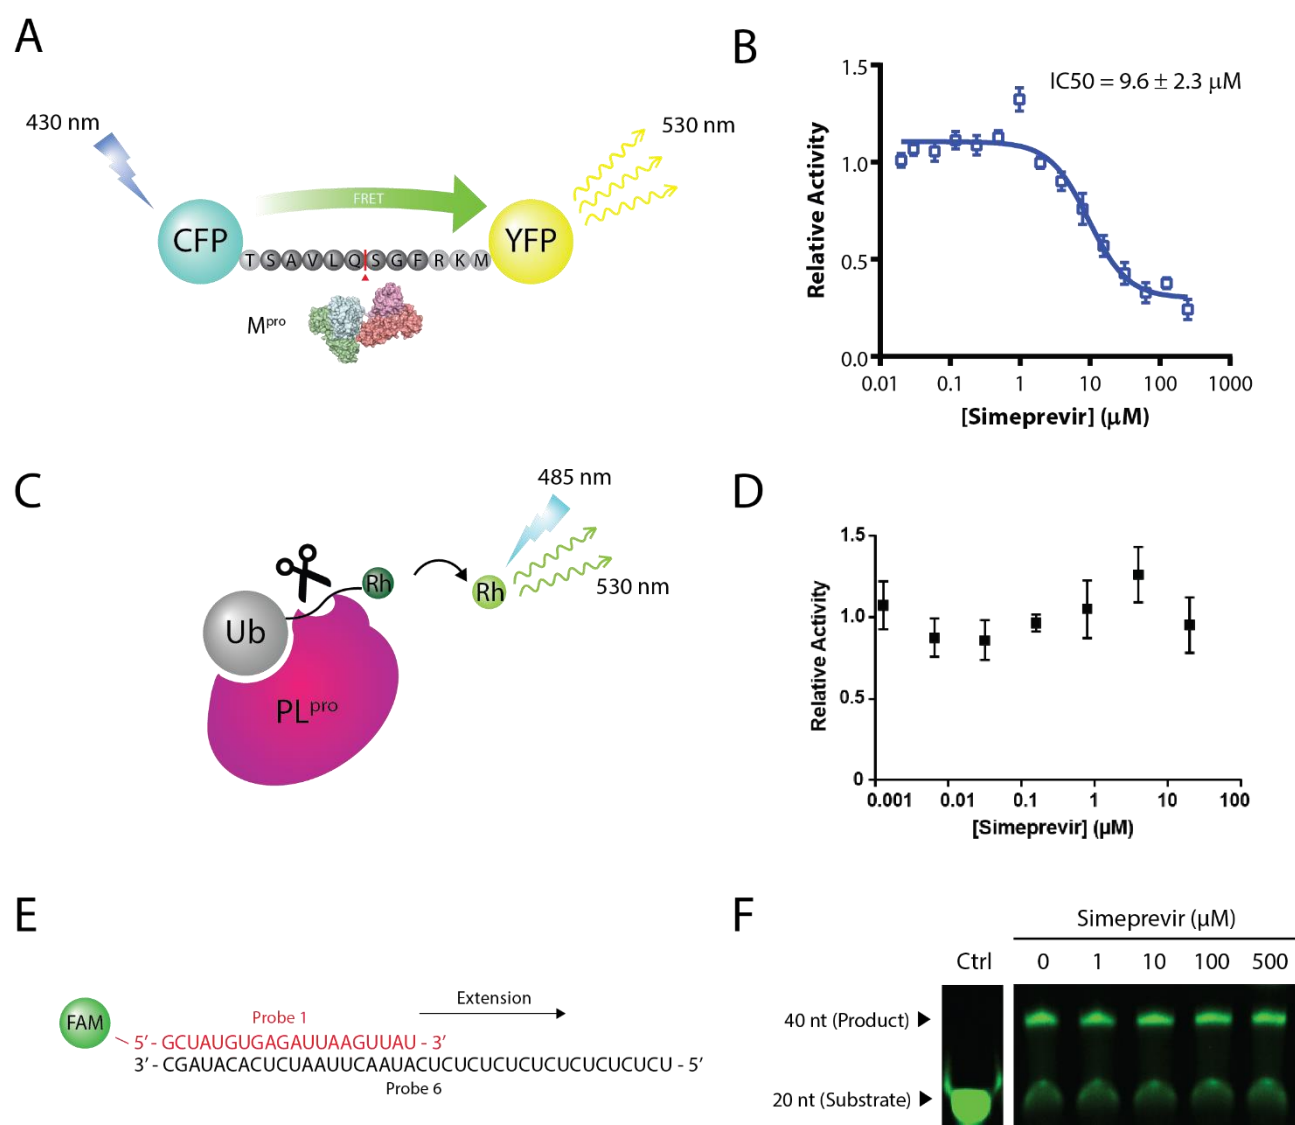 A
430 nm
530 nm
FRET
CFP
YFP
T S A V L Q S G F R K M
Mpro
B
IC50 = 9.6 ± 2.3 µM
1.5
1.0
0.5
0.0
Relative Activity
0.01 0.1 1 10 100 1000
[Simeprevir] (µM)
C
485 nm
530 nm
Rh
Rh
Ub
PLpro
D
1.5
1.0
0.5
0
Relative Activity
0.001 0.01 0.1 1 10 100
[Simeprevir] (µM)
E
FAM
Probe 1
Extension
5′ - GCUAUGUGAGAUUAAGUUAU - 3′
3′ - CGAUACACUCUAAUUCAAUACUCUCUCUCUCUCUCUCUCU - 5′
Probe 6
F
Simeprevir (µM)
Ctrl 0 1 10 100 500
40 nt (Product)
20 nt (Substrate)